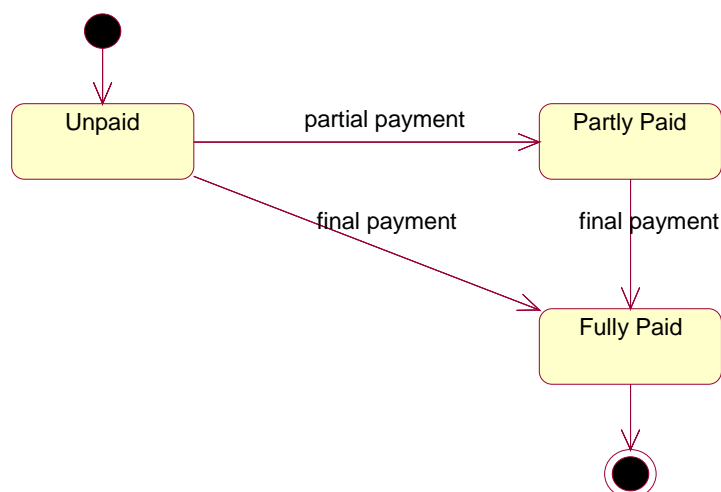 Unpaid
partial payment
Partly Paid
final payment
final payment
Fully Paid